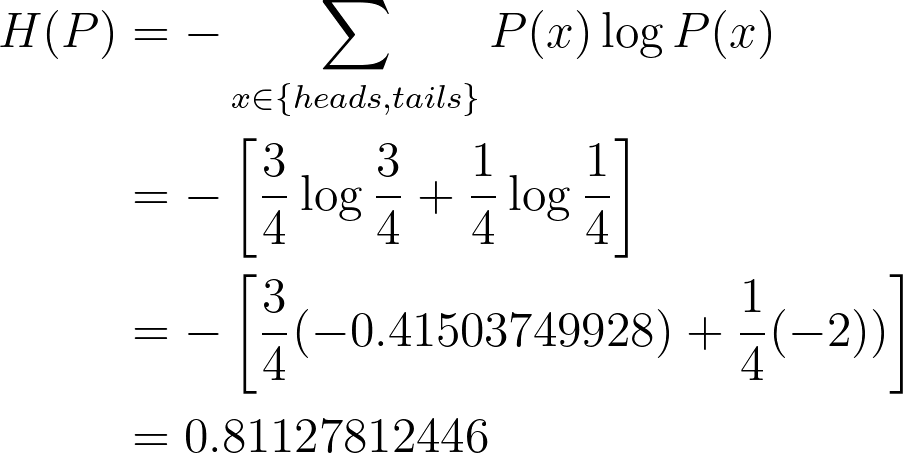 H(P) = − ∑_{x∈{heads,tails}} P(x) log P(x)
= − [ 3/4 log 3/4 + 1/4 log 1/4 ]
= − [ 3/4 (−0.41503749928) + 1/4 (−2)) ]
= 0.81127812446